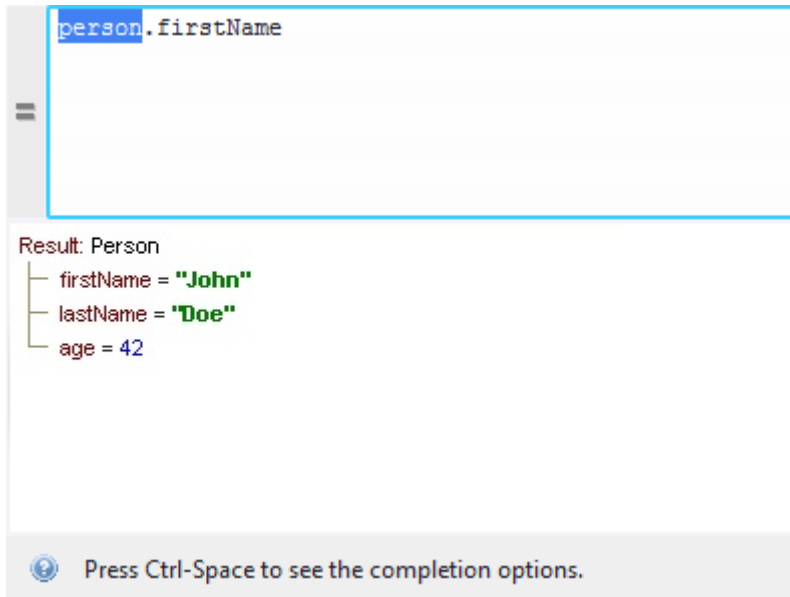 person.firstName
=
Result: Person
firstName = "John"
lastName = "Doe"
age = 42
Press Ctrl-Space to see the completion options.